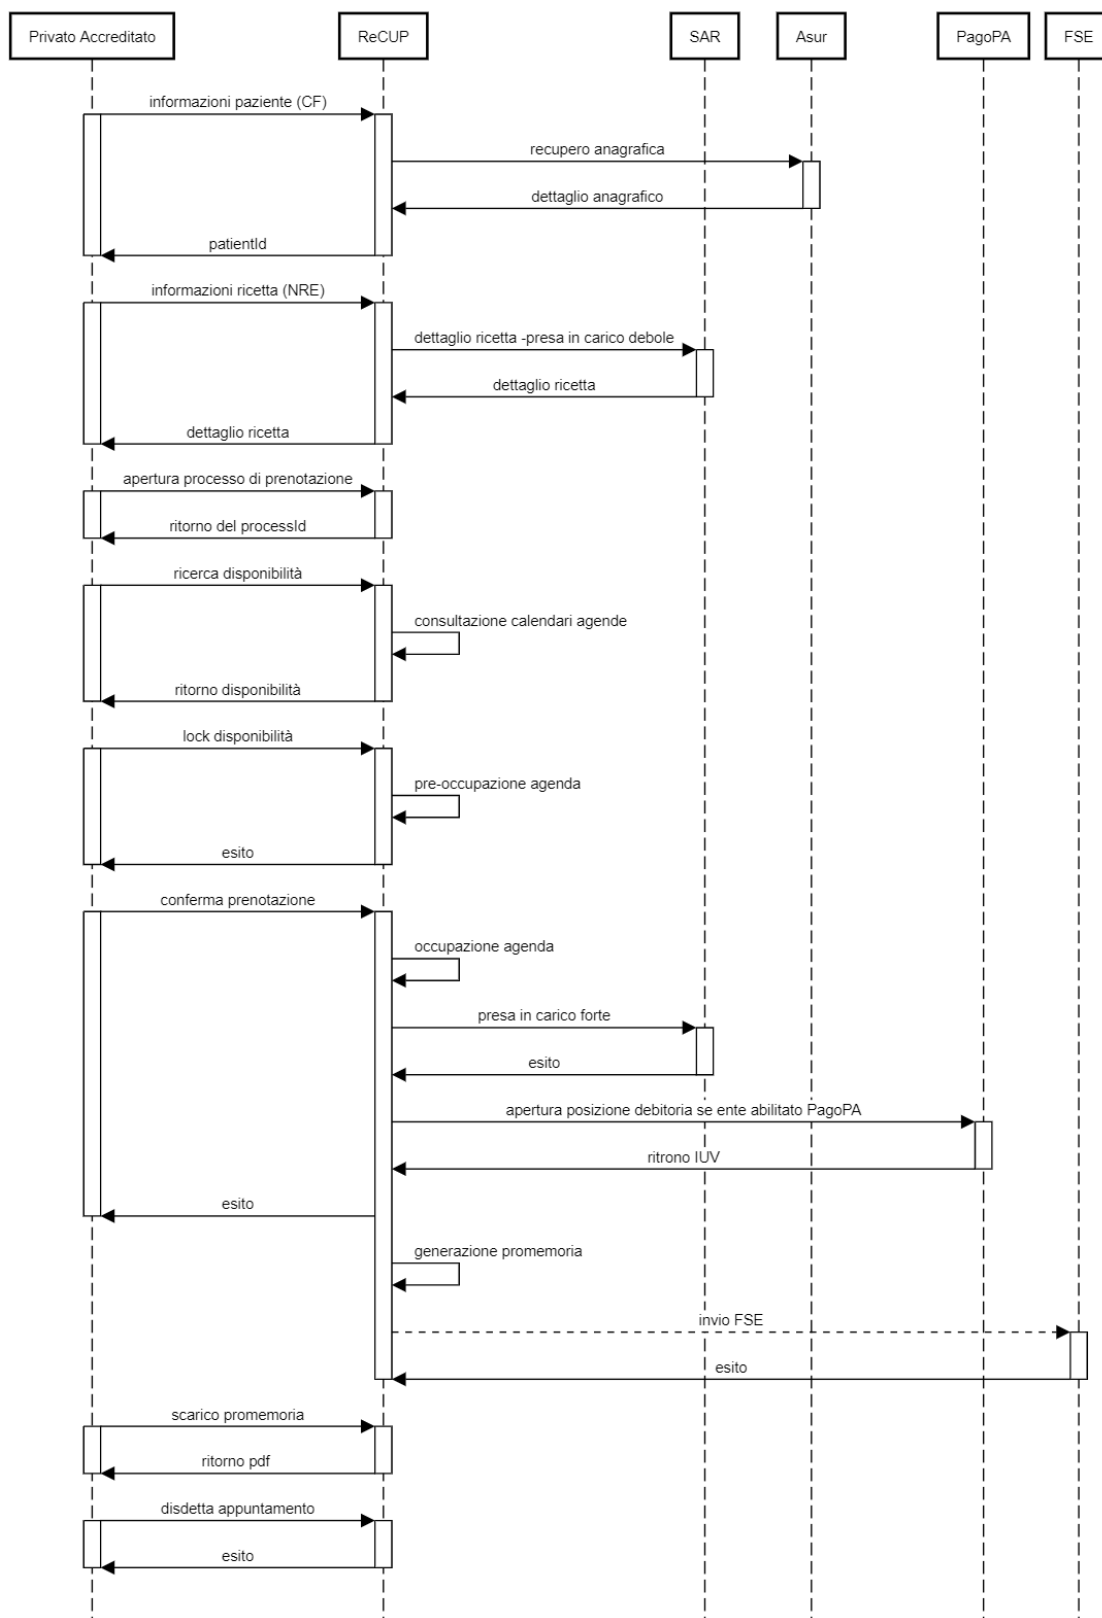 Privato Accreditato
ReCUP
SAR
Asur
PagoPA
FSE
informazioni paziente (CF)
recupero anagrafica
dettaglio anagrafico
patientId
informazioni ricetta (NRE)
dettaglio ricetta -presa in carico debole
dettaglio ricetta
dettaglio ricetta
apertura processo di prenotazione
ritorno del processId
ricerca disponibilità
consultazione calendari agende
ritorno disponibilità
lock disponibilità
pre-occupazione agenda
esito
conferma prenotazione
occupazione agenda
presa in carico forte
esito
apertura posizione debitoria se ente abilitato PagoPA
ritrono IUV
esito
generazione promemoria
invio FSE
esito
scarico promemoria
ritorno pdf
disdetta appuntamento
esito